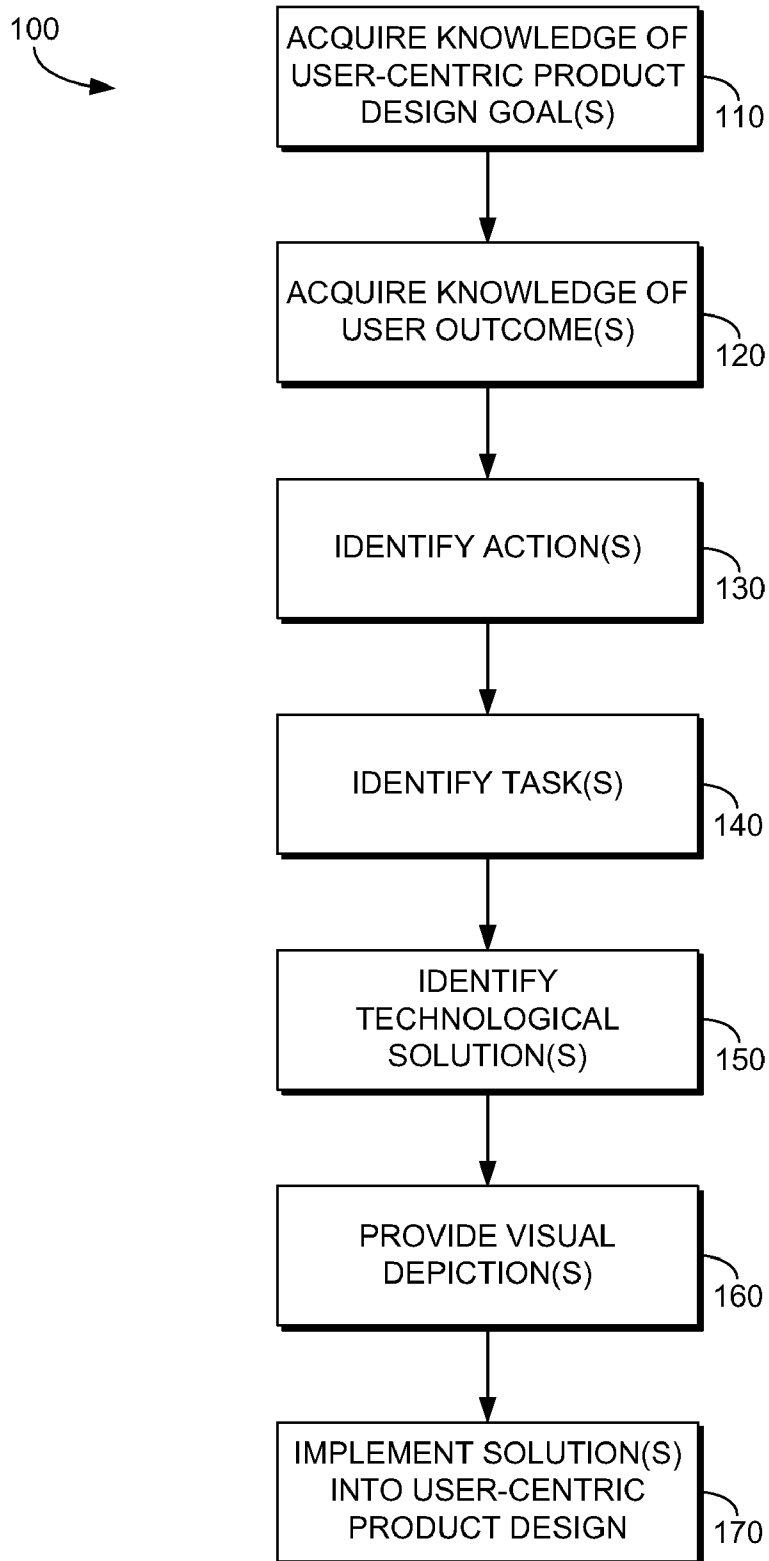 100
ACQUIRE KNOWLEDGE OF
USER-CENTRIC PRODUCT
DESIGN GOAL(S)
110
ACQUIRE KNOWLEDGE OF
USER OUTCOME(S)
120
IDENTIFY ACTION(S)
130
IDENTIFY TASK(S)
140
IDENTIFY
TECHNOLOGICAL
SOLUTION(S)
150
PROVIDE VISUAL
DEPICTION(S)
160
IMPLEMENT SOLUTION(S)
INTO USER-CENTRIC
PRODUCT DESIGN
170